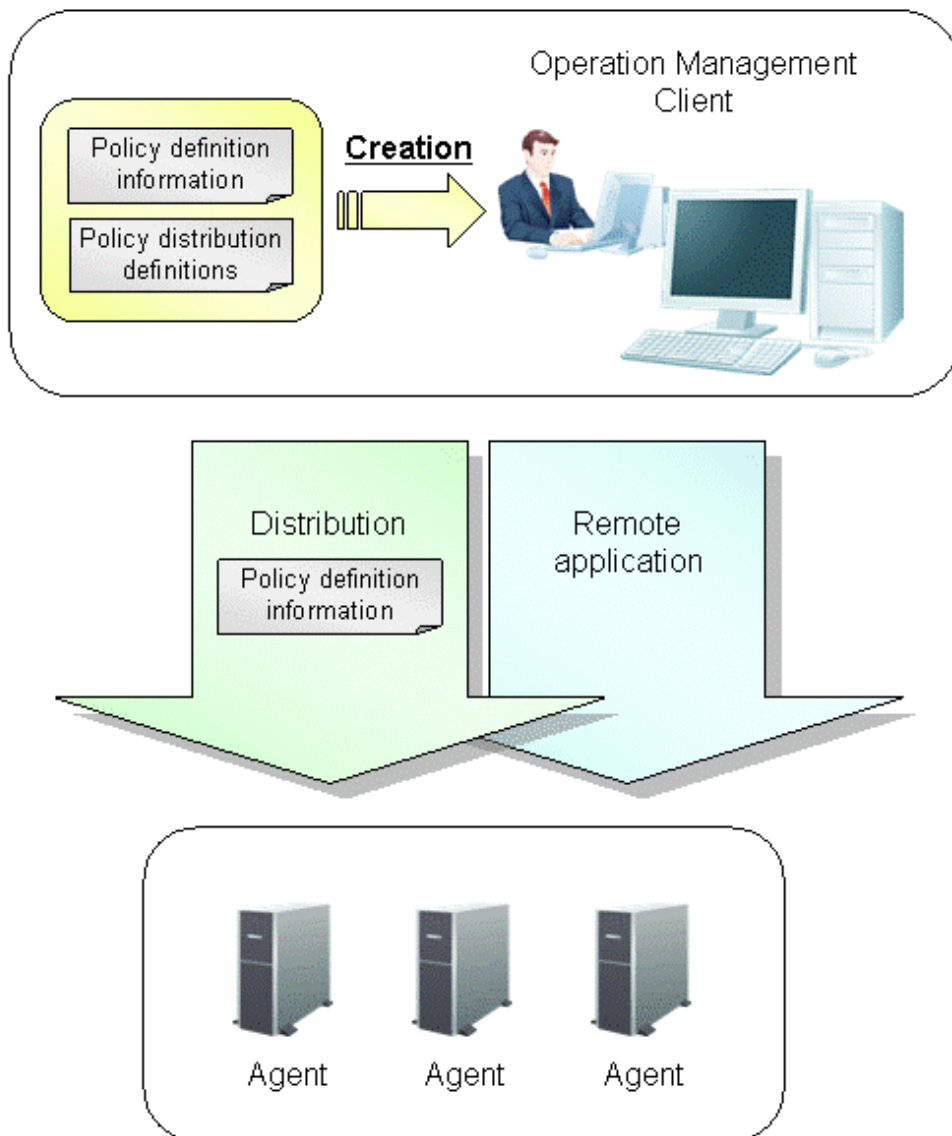 Operation Management
Client
Policy definition
information
Creation
Policy distribution
definitions
Distribution
Policy definition
information
Remote
application
Agent
Agent
Agent